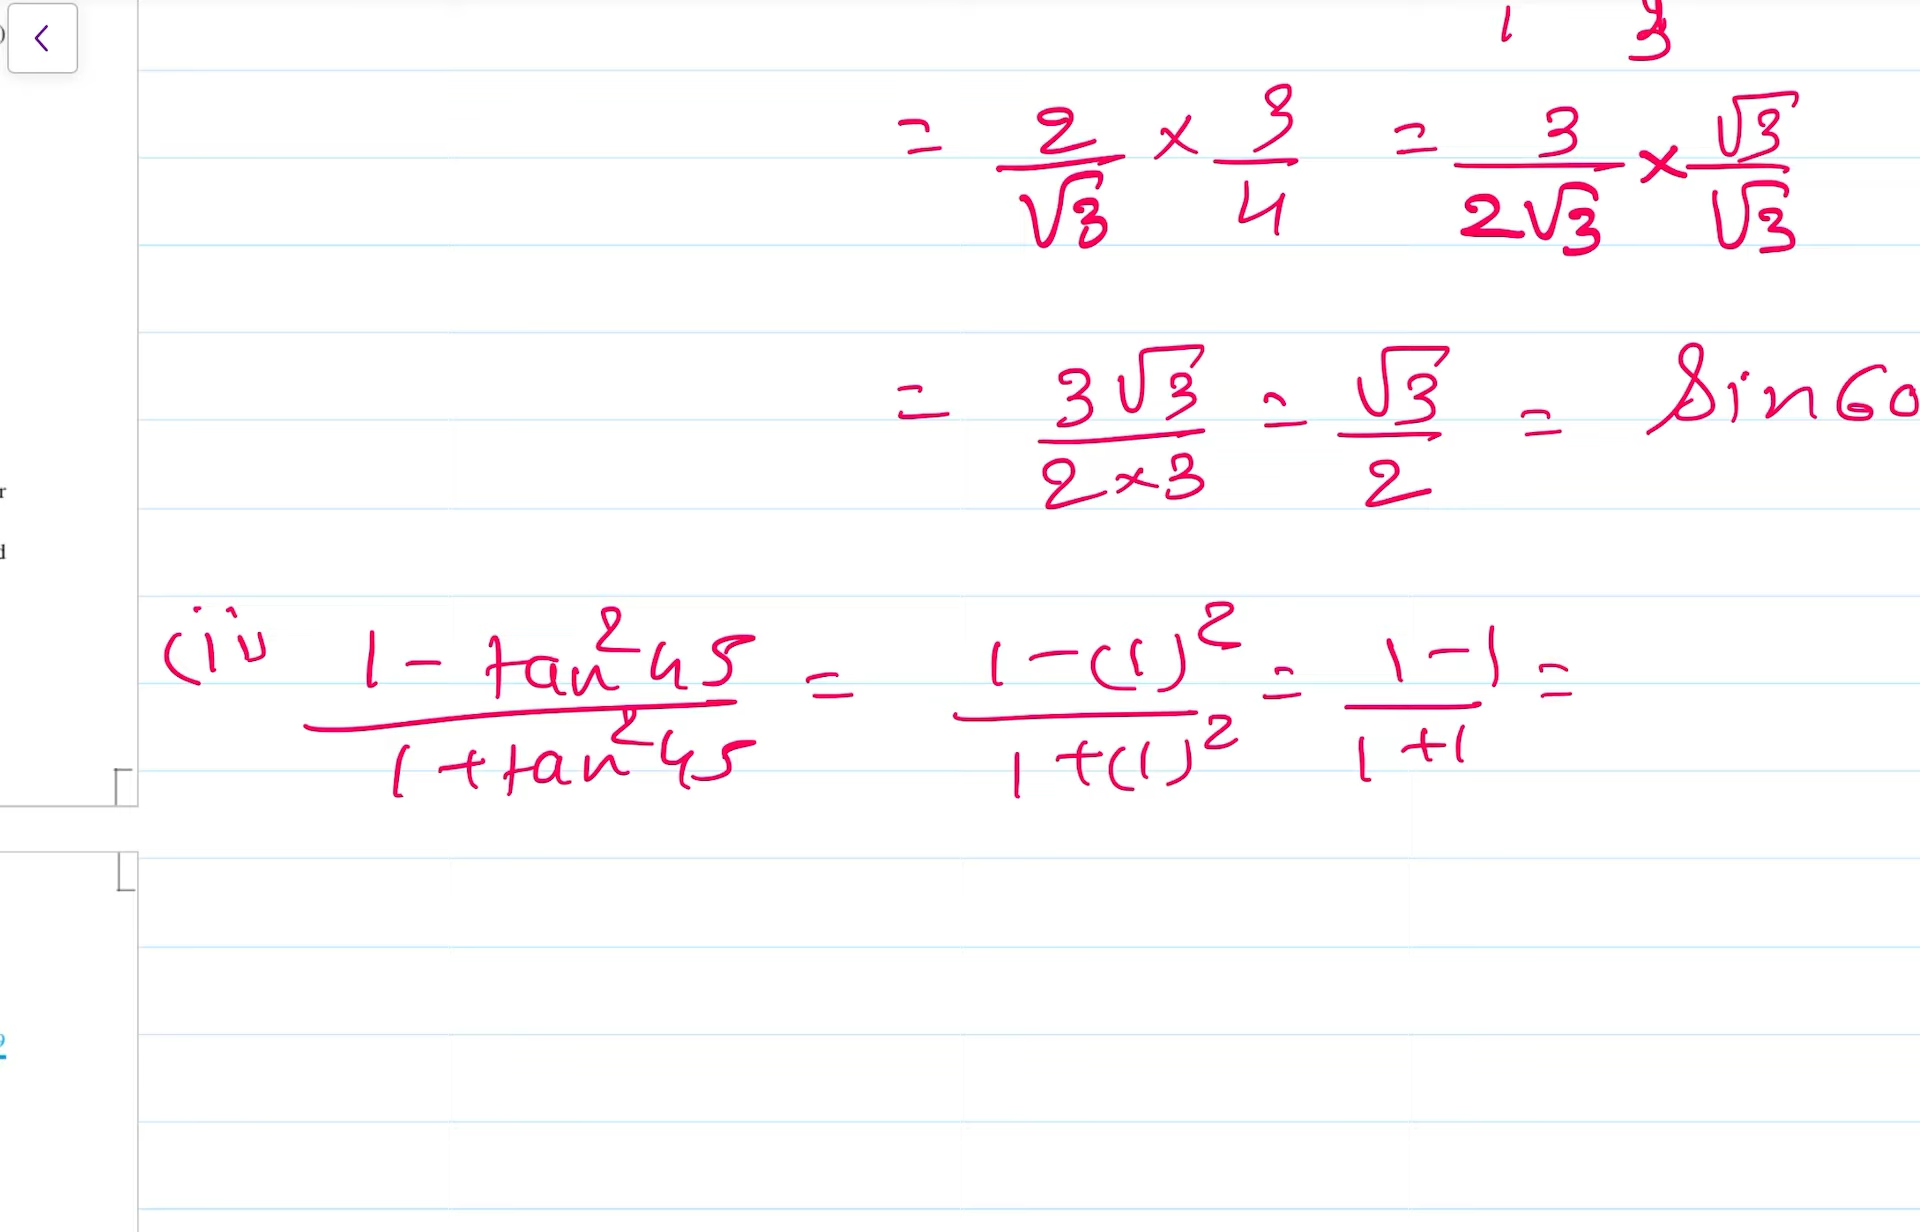 = 2/√3 × 3/4 = 3/2√3 × √3/√3
= 3√3/2×3 = √3/2 = Sin60
(ii) 1 - tan²45/1 + tan²45 = 1-(1)²/1+(1)² = 1-1/1+1 =